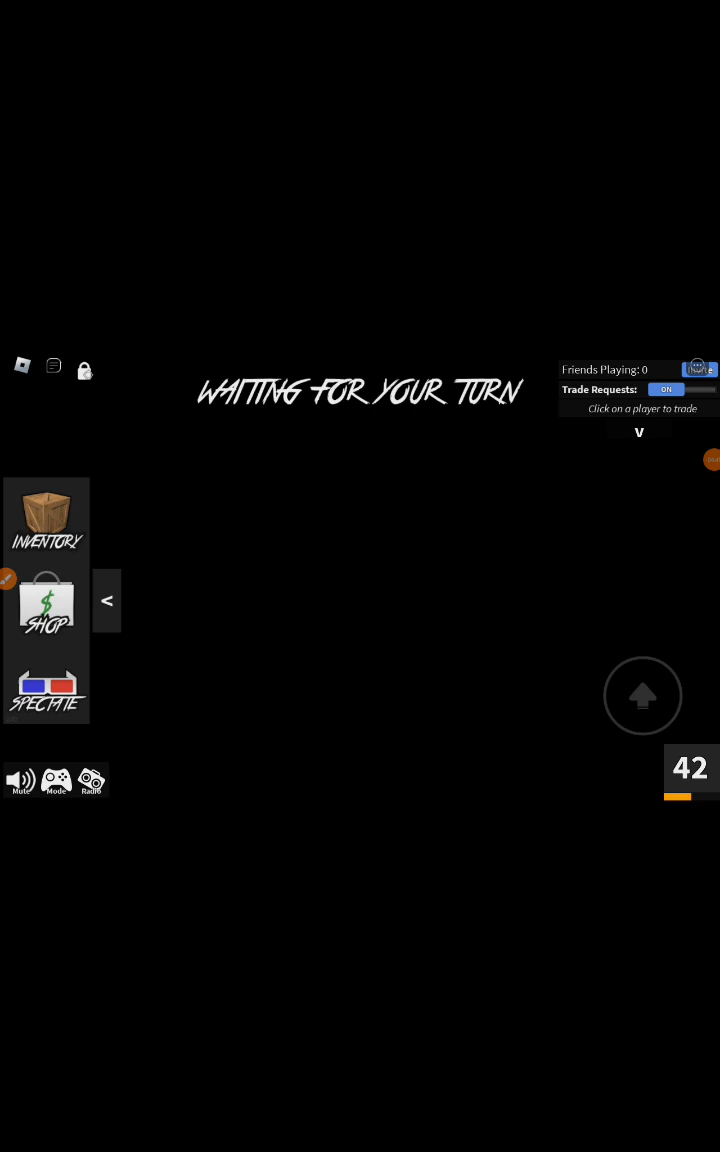 WAITING FOR YOUR TURN
Friends Playing: 0
Trade Requests:
ON
Click on a player to trade
V
INVENTORY
$
SHOP
<
SPECTATE
Mute
Mode
Radio
42